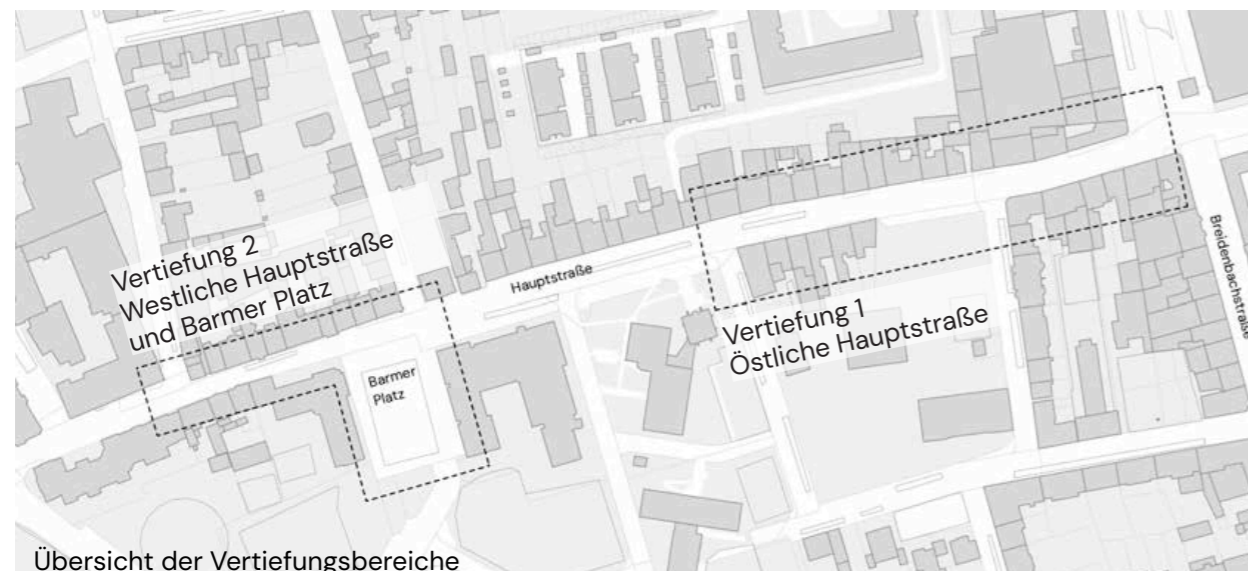 Vertiefung 2
Westliche Hauptstraße
und Barmer Platz
Hauptstraße
Barmer
Platz
Vertiefung 1
Östliche Hauptstraße
Breidenbachstraße
Übersicht der Vertiefungsbereiche